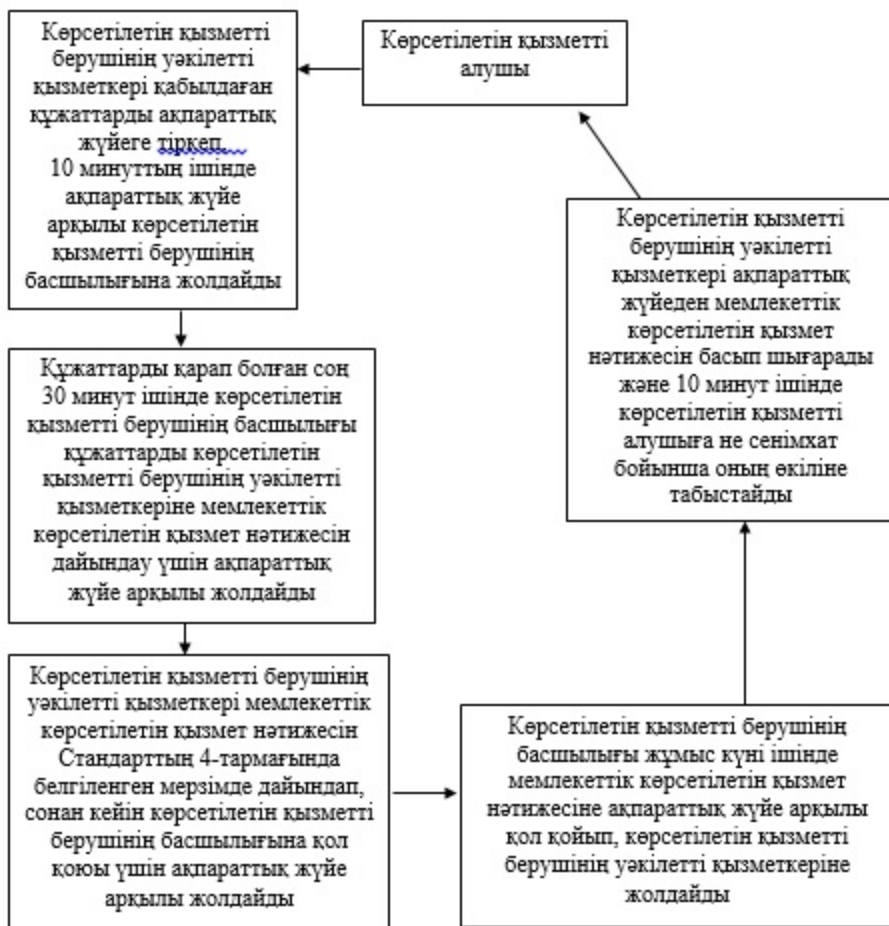 Көрсетілетін қызметті
алушы
Көрсетілетін қызметті
берушінің уәкілетті
қызметкері қабылдаған
құжаттарды ақпараттық
жүйеге тіркеп,
10 минуттың ішінде
ақпараттық жүйе
арқылы көрсетілетін
қызметті берушінің
басшылығына жолдайды
Құжаттарды қарап болған соң
30 минут ішінде көрсетілетін
қызметті берушінің басшылығы
құжаттарды көрсетілетін
қызметті берушінің уәкілетті
қызметкеріне мемлекеттік
көрсетілетін қызмет нәтижесін
дайындау үшін ақпараттық
жүйе арқылы жолдайды
Көрсетілетін қызметті берушінің
уәкілетті қызметкері мемлекеттік
көрсетілетін қызмет нәтижесін
Стандарттың 4-тармағында
белгіленген мерзімде дайындап,
сонан кейін көрсетілетін қызметті
берушінің басшылығына қол
қоюы үшін ақпараттық жүйе
арқылы жолдайды
Көрсетілетін қызметті берушінің
басшылығы жұмыс күні ішінде
мемлекеттік көрсетілетін қызмет
нәтижесіне ақпараттық жүйе арқылы
қол қойып, көрсетілетін қызметті
берушінің уәкілетті қызметкеріне
жолдайды
Көрсетілетін қызметті
берушінің уәкілетті
қызметкері ақпараттық
жүйеден мемлекеттік
көрсетілетін қызмет
нәтижесін басып шығарады
және 10 минут ішінде
көрсетілетін қызметті
алушыға не сенімхат
бойынша оның өкіліне
табыстайды